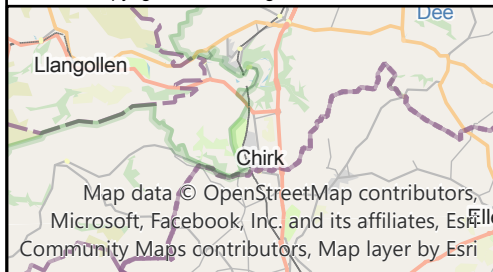 Dee
Llangollen
Chirk
Map data © OpenStreetMap contributors,
Microsoft, Facebook, Inc. and its affiliates, Esri
Community Maps contributors, Map layer by Esri